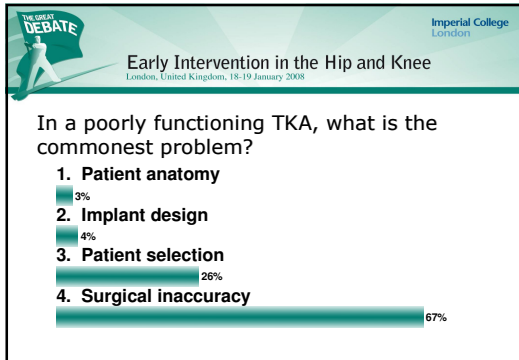 THE GREAT
DEBATE
Imperial College
London
Early Intervention in the Hip and Knee
London, United Kingdom, 18-19 January 2008
In a poorly functioning TKA, what is the
commonest problem?
1. Patient anatomy
3%
2. Implant design
4%
3. Patient selection
26%
4. Surgical inaccuracy
67%